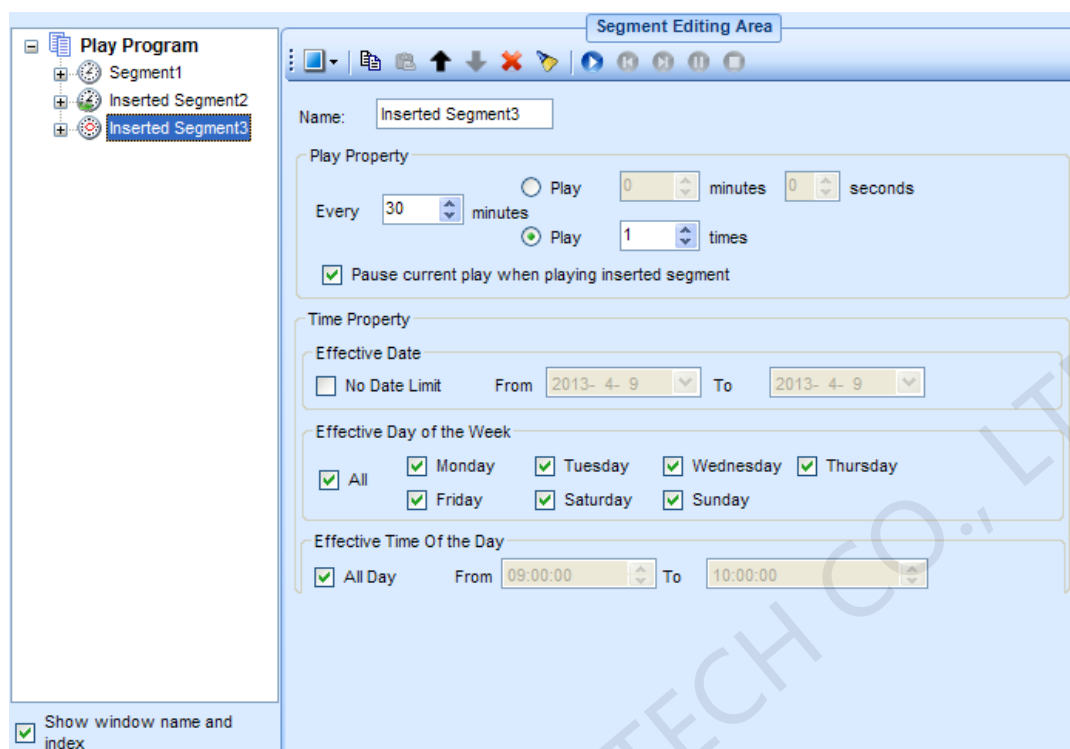 Segment Editing Area
Play Program
Segment1
Inserted Segment2
Inserted Segment3
Name: Inserted Segment3
Play Property
Play 0 minutes 0 seconds
Every 30 minutes
Play 1 times
Pause current play when playing inserted segment
Time Property
Effective Date
No Date Limit From 2013- 4- 9 To 2013- 4- 9
Effective Day of the Week
All
Monday Tuesday Wednesday Thursday
Friday Saturday Sunday
Effective Time Of the Day
All Day From 09:00:00 To 10:00:00
Show window name and
index
TECH CO., LT